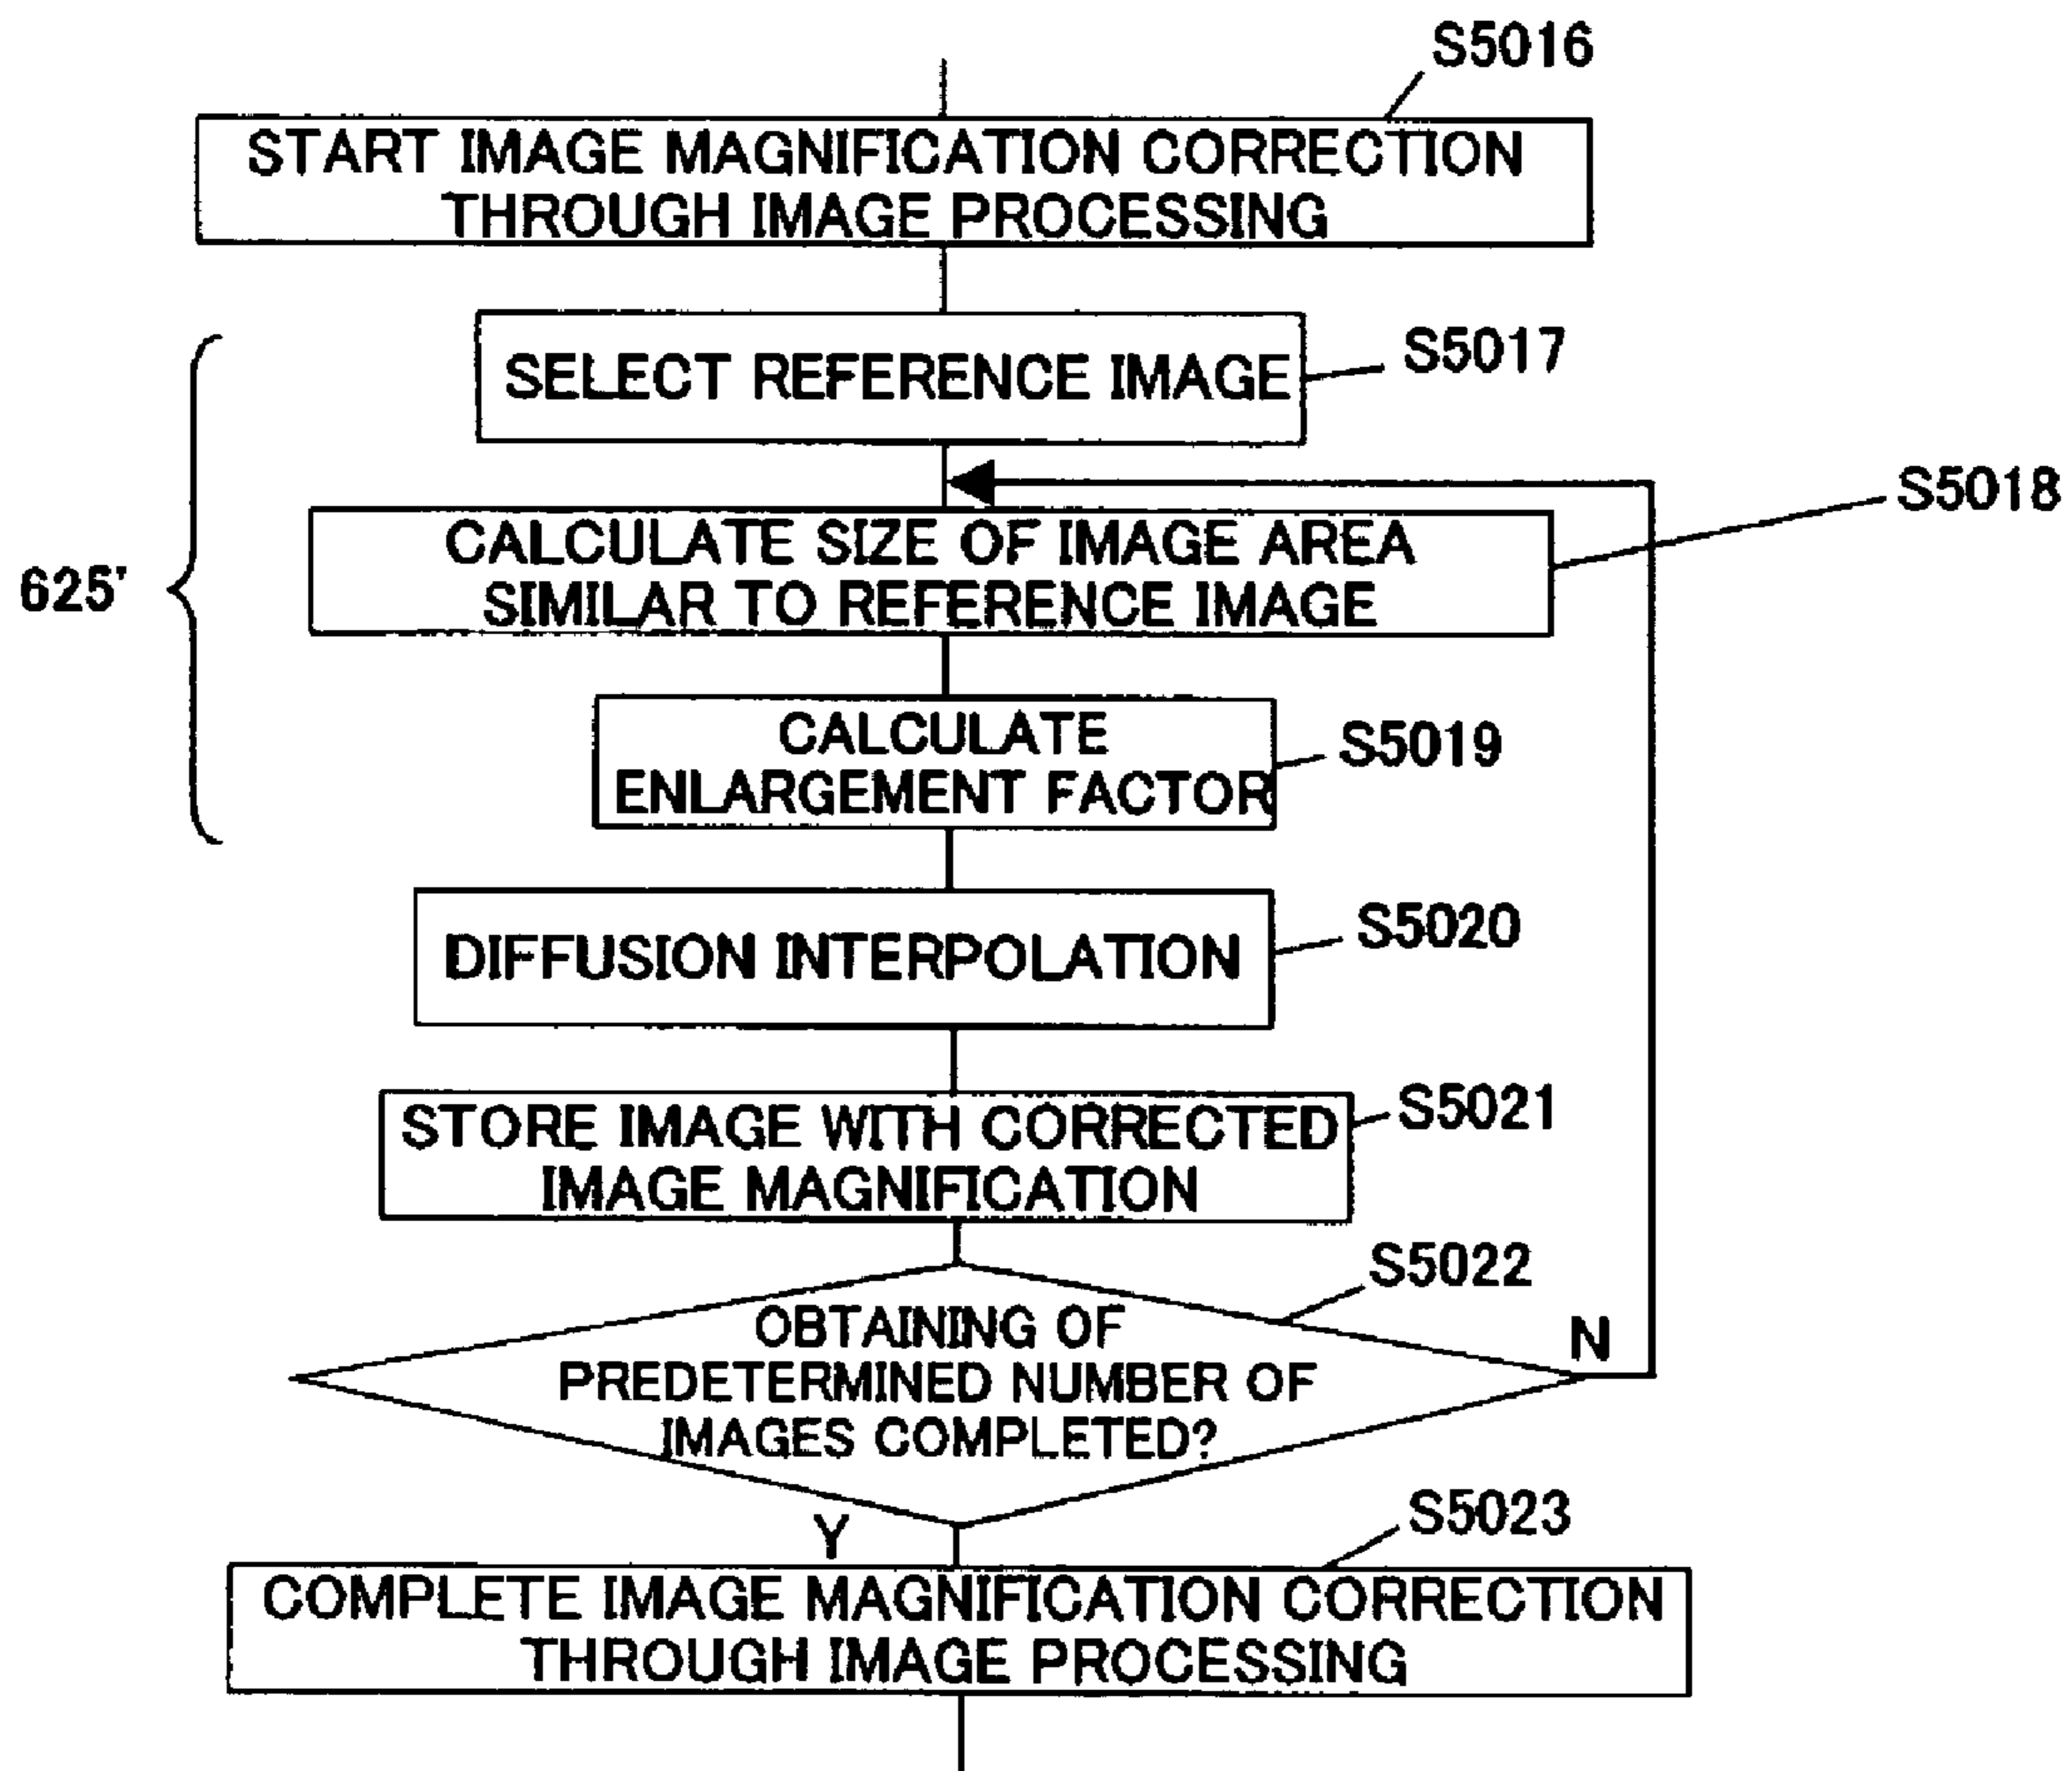 S5016
START IMAGE MAGNIFICATION CORRECTION
THROUGH IMAGE PROCESSING
SELECT REFERENCE IMAGE
S5017
S5018
CALCULATE SIZE OF IMAGE AREA
SIMILAR TO REFERENCE IMAGE
625'
CALCULATE
ENLARGEMENT FACTOR
S5019
DIFFUSION INTERPOLATION
S5020
STORE IMAGE WITH CORRECTED
IMAGE MAGNIFICATION
S5021
S5022
OBTAINING OF
PREDETERMINED NUMBER OF
IMAGES COMPLETED?
N
Y
S5023
COMPLETE IMAGE MAGNIFICATION CORRECTION
THROUGH IMAGE PROCESSING